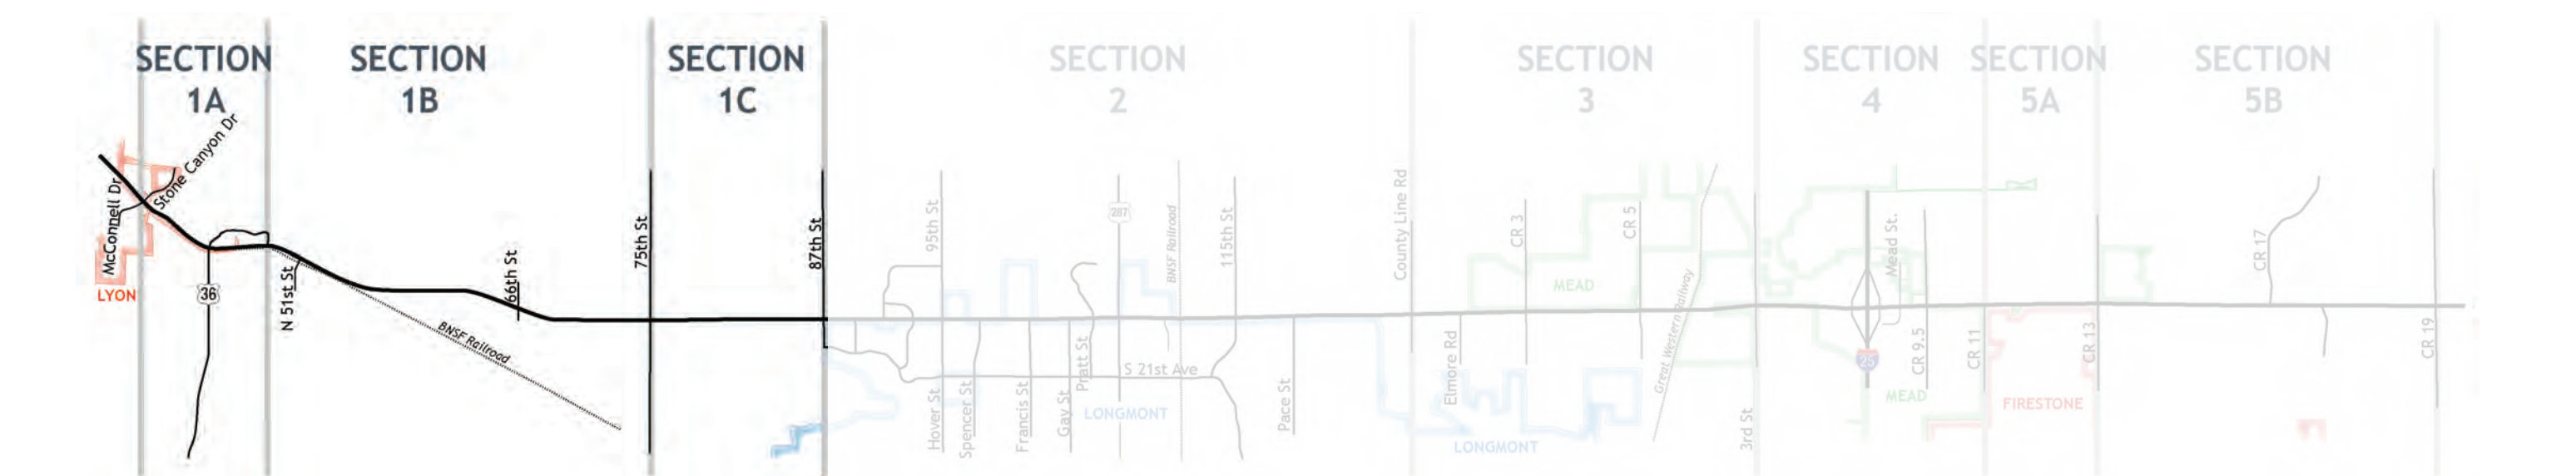 SECTION
1A
SECTION
1B
SECTION
1C
SECTION
2
SECTION
3
SECTION
4
SECTION
5A
SECTION
5B
Stone Canyon Dr
McConnell Dr
LYON
36
N 51st St
BNSF Railroad
66th St
75th St
87th St
95th St
287
BNSF Railroad
115th St
Hover St
Spencer St
Francis St
Gay St
Pratt St
S 21st Ave
LONGMONT
Pace St
County Line Rd
Elmore Rd
CR 3
MEAD
CR 5
LONGMONT
Great Western Railway
3rd St
25
Mead St.
CR 9.5
MEAD
CR 11
FIRESTONE
CR 13
CR 17
CR 19